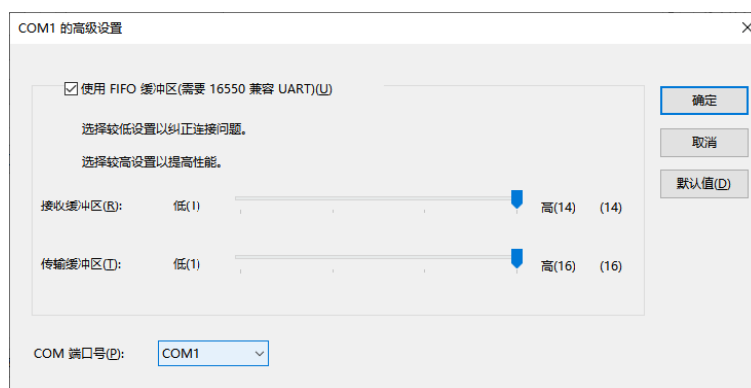 COM1 的高级设置
使用 FIFO 缓冲区(需要 16550 兼容 UART)(U)
确定
选择较低设置以纠正连接问题。
取消
选择较高设置以提高性能。
默认值(D)
接收缓冲区(R): 低(1) 高(14) (14)
传输缓冲区(T): 低(1) 高(16) (16)
COM 端口号(P): COM1